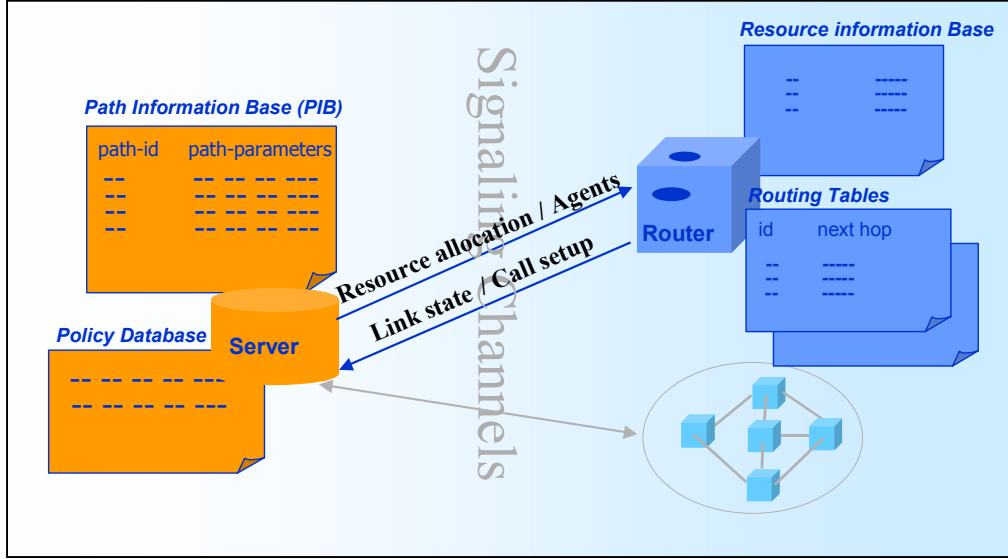 Resource information Base
-- -----
-- -----
-- -----
Path Information Base (PIB)
path-id path-parameters
-- -- -- -- ---
-- -- -- -- ---
-- -- -- -- ---
-- -- -- -- ---
Signaling Channels
Resource allocation / Agents
Link state / Call setup
Router
Routing Tables
id next hop
-- -----
-- -----
-- -----
Policy Database
Server
-- -- -- ---
-- -- -- ---